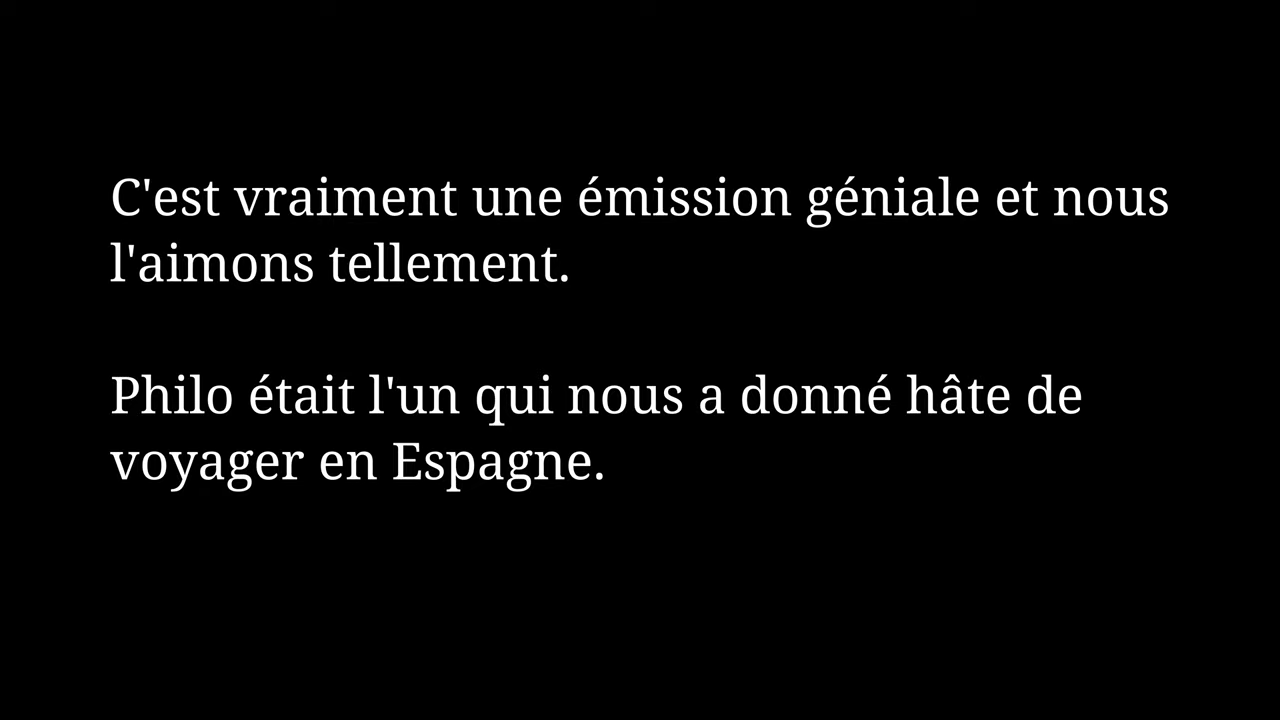 C'est vraiment une émission géniale et nous
l'aimons tellement.
Philo était l'un qui nous a donné hâte de
voyager en Espagne.